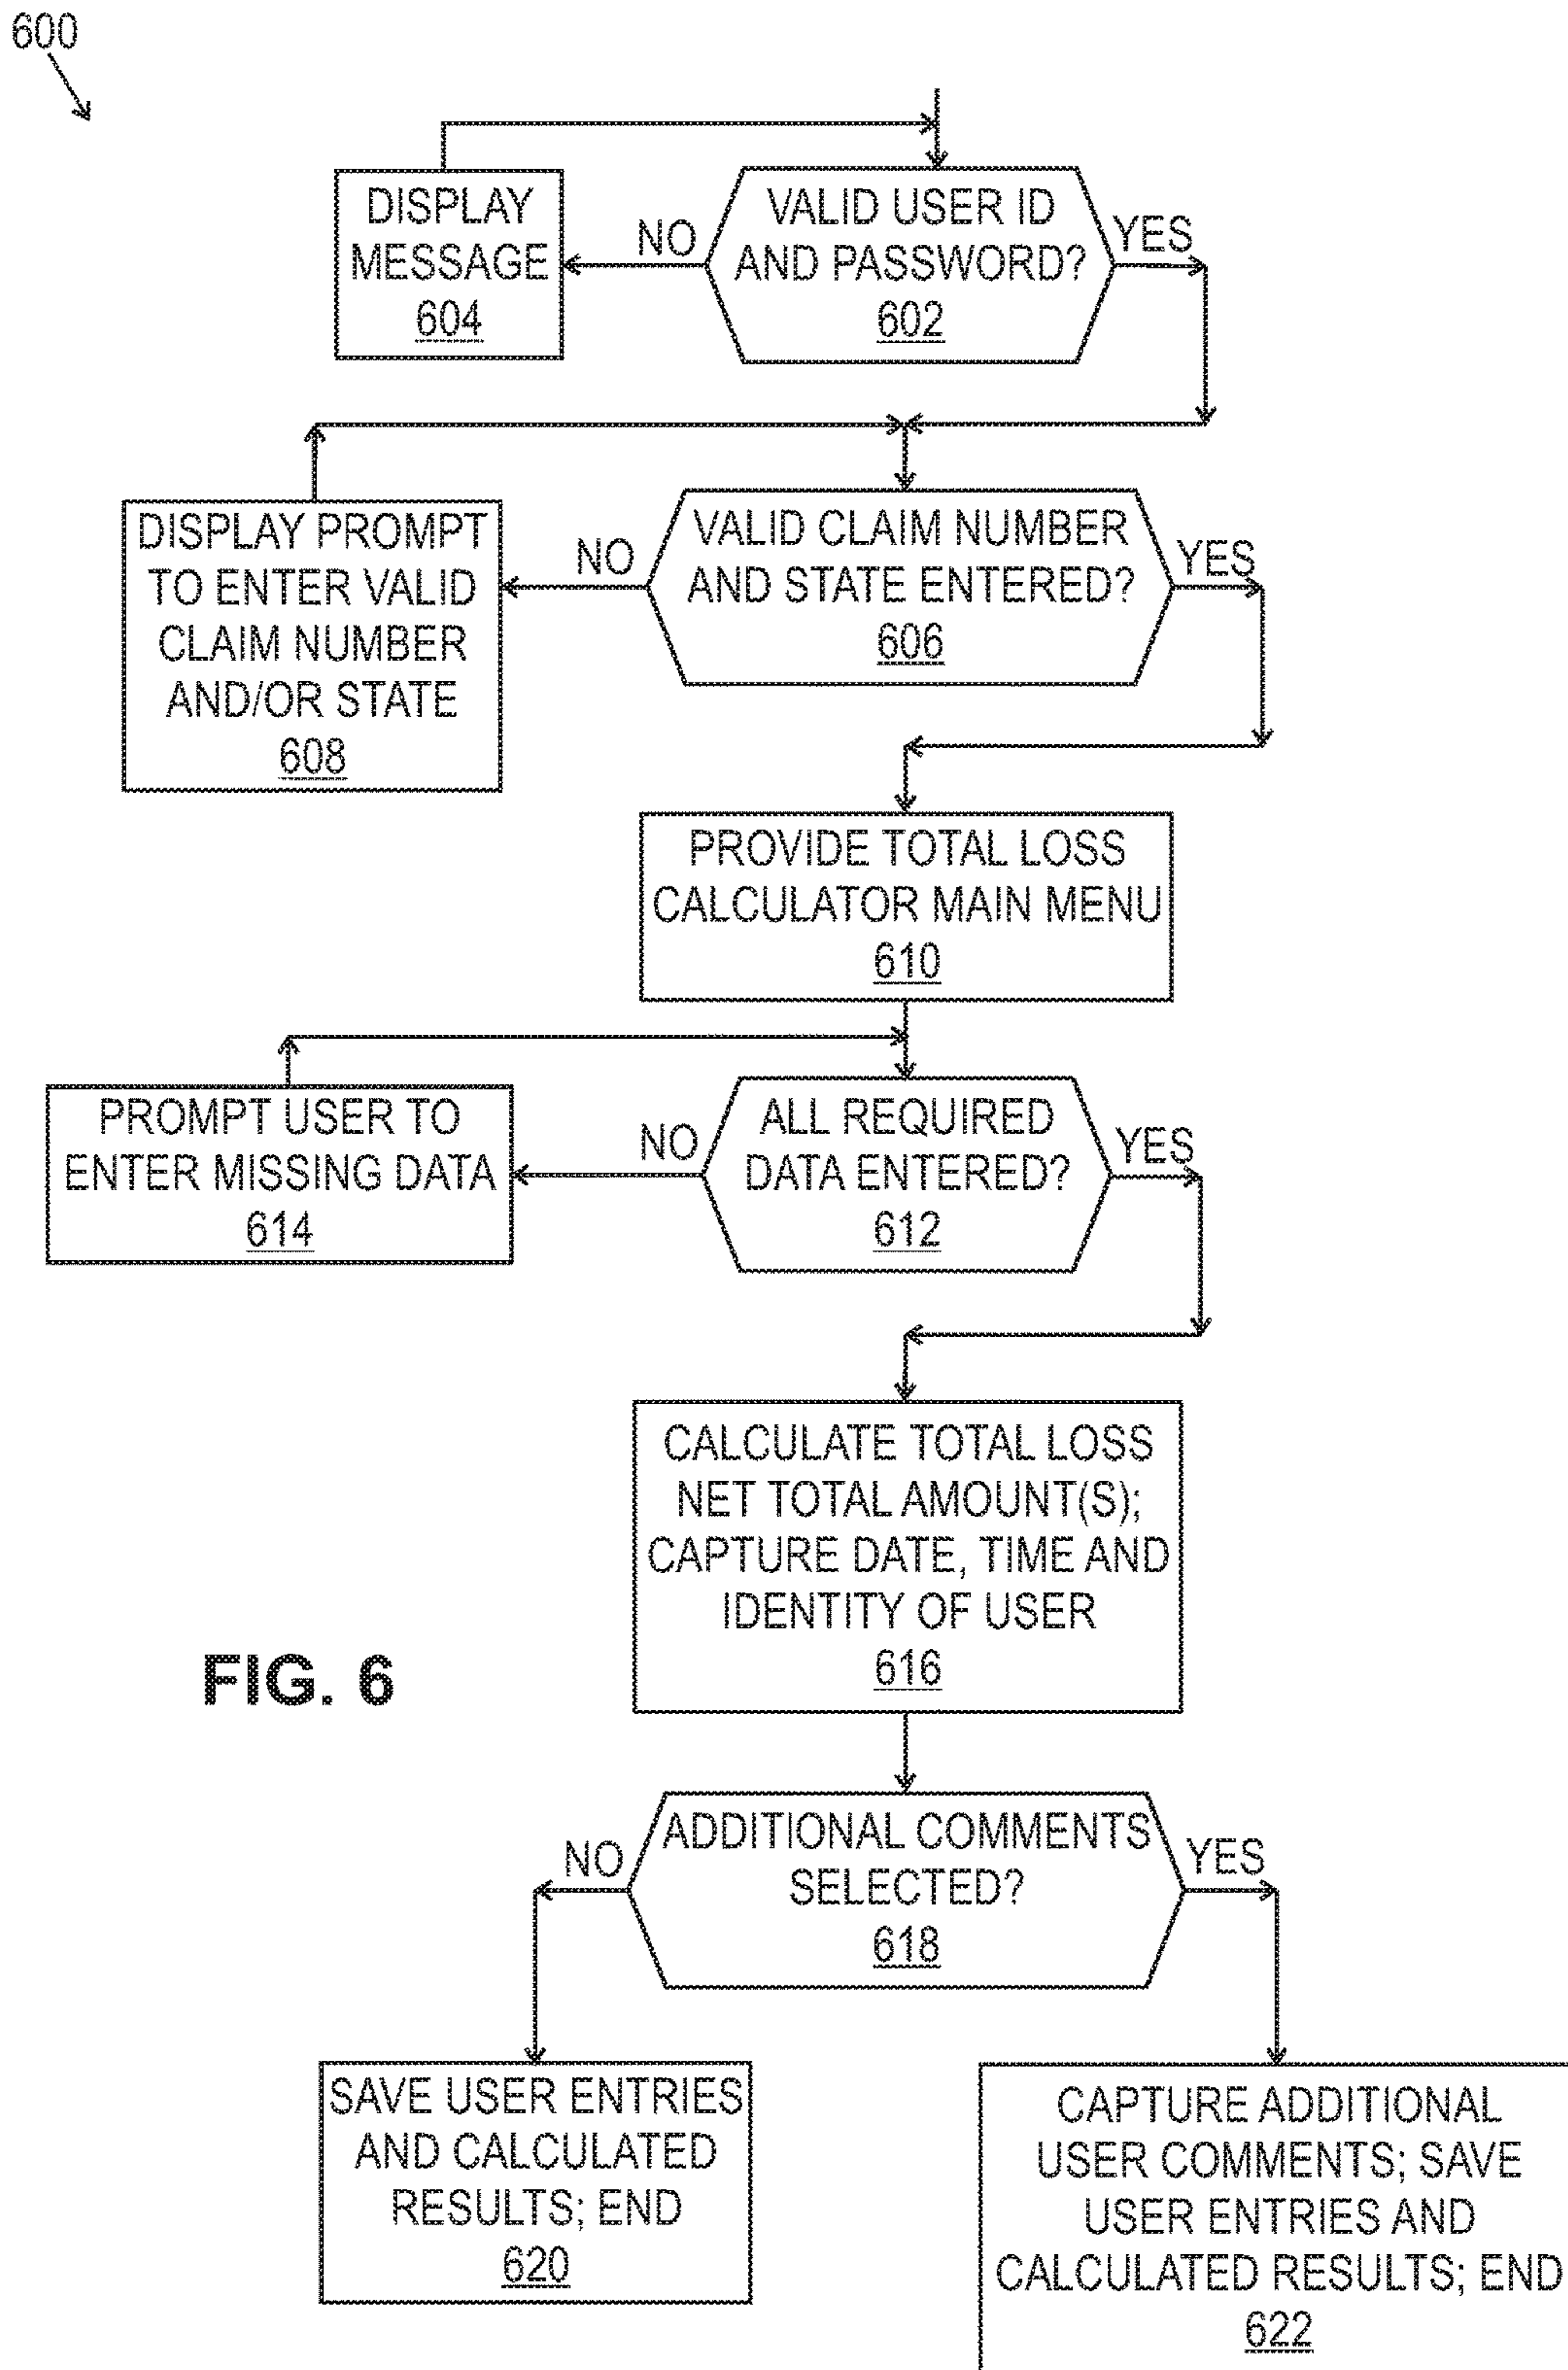 600
DISPLAY
MESSAGE
604
NO
VALID USER ID
AND PASSWORD?
602
YES
DISPLAY PROMPT
TO ENTER VALID
CLAIM NUMBER
AND/OR STATE
608
NO
VALID CLAIM NUMBER
AND STATE ENTERED?
606
YES
PROVIDE TOTAL LOSS
CALCULATOR MAIN MENU
610
PROMPT USER TO
ENTER MISSING DATA
614
NO
ALL REQUIRED
DATA ENTERED?
612
YES
CALCULATE TOTAL LOSS
NET TOTAL AMOUNT(S);
CAPTURE DATE, TIME AND
IDENTITY OF USER
616
FIG. 6
NO
ADDITIONAL COMMENTS
SELECTED?
618
YES
SAVE USER ENTRIES
AND CALCULATED
RESULTS; END
620
CAPTURE ADDITIONAL
USER COMMENTS; SAVE
USER ENTRIES AND
CALCULATED RESULTS; END
622